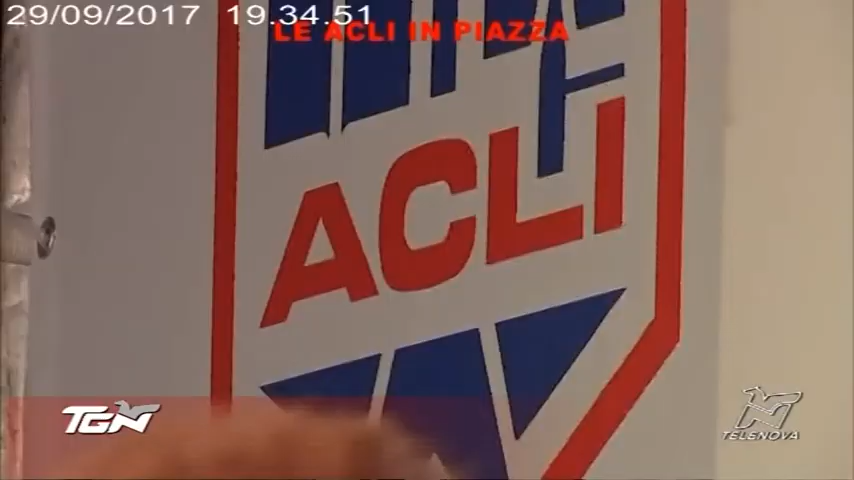 29/09/2017 19.34.51
LE ACLI IN PIAZZA
ACLI
TGN
TELENOVA